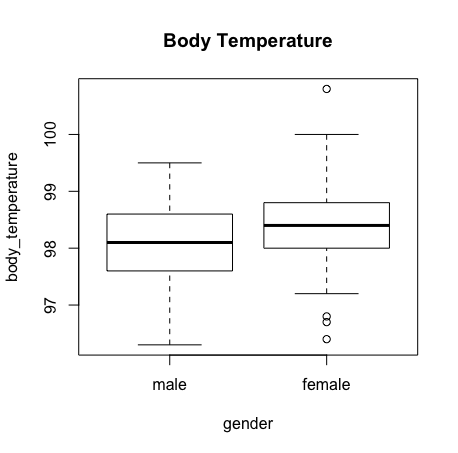 Body Temperature
body_temperature
100
99
98
97
male female
gender